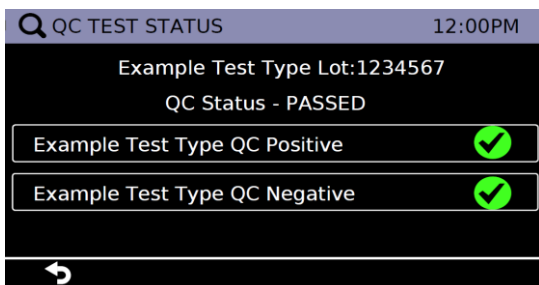 QC TEST STATUS 12:00PM
Example Test Type Lot:1234567
QC Status - PASSED
Example Test Type QC Positive
Example Test Type QC Negative